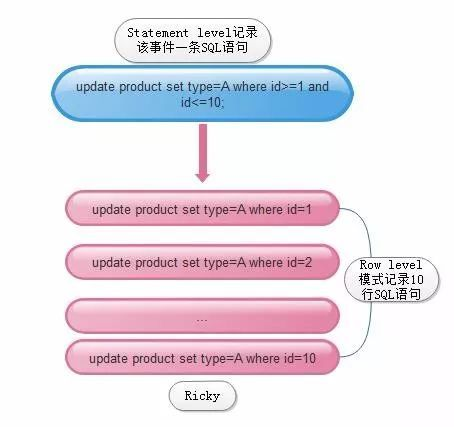 Statement level记录
该事件一条SQL语句
update product set type=A where id>=1 and
id<=10;
update product set type=A where id=1
update product set type=A where id=2
...
update product set type=A where id=10
Row level
模式记录10
行SQL语句
Ricky